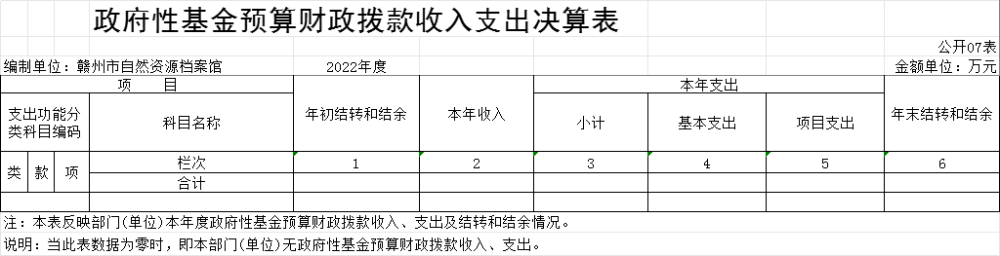 政府性基金预算财政拨款收入支出决算表
公开07表
编制单位：赣州市自然资源档案馆 2022年度 金额单位：万元
项 目 年初结转和结余 本年收入 本年支出 年末结转和结余
支出功能分类科目编码 科目名称 小计 基本支出 项目支出
类 款 项 栏次 1 2 3 4 5 6
合计
注：本表反映部门(单位)本年度政府性基金预算财政拨款收入、支出及结转和结余情况。
说明：当此表数据为零时，即本部门(单位)无政府性基金预算财政拨款收入、支出。